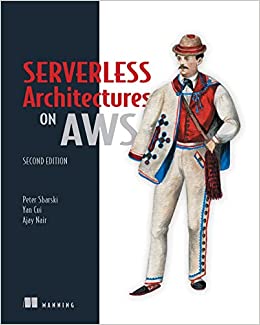 SERVERLESS
Architectures
ON AWS
SECOND EDITION
Peter Sbarski
Yan Cui
Ajay Nair
MANNING